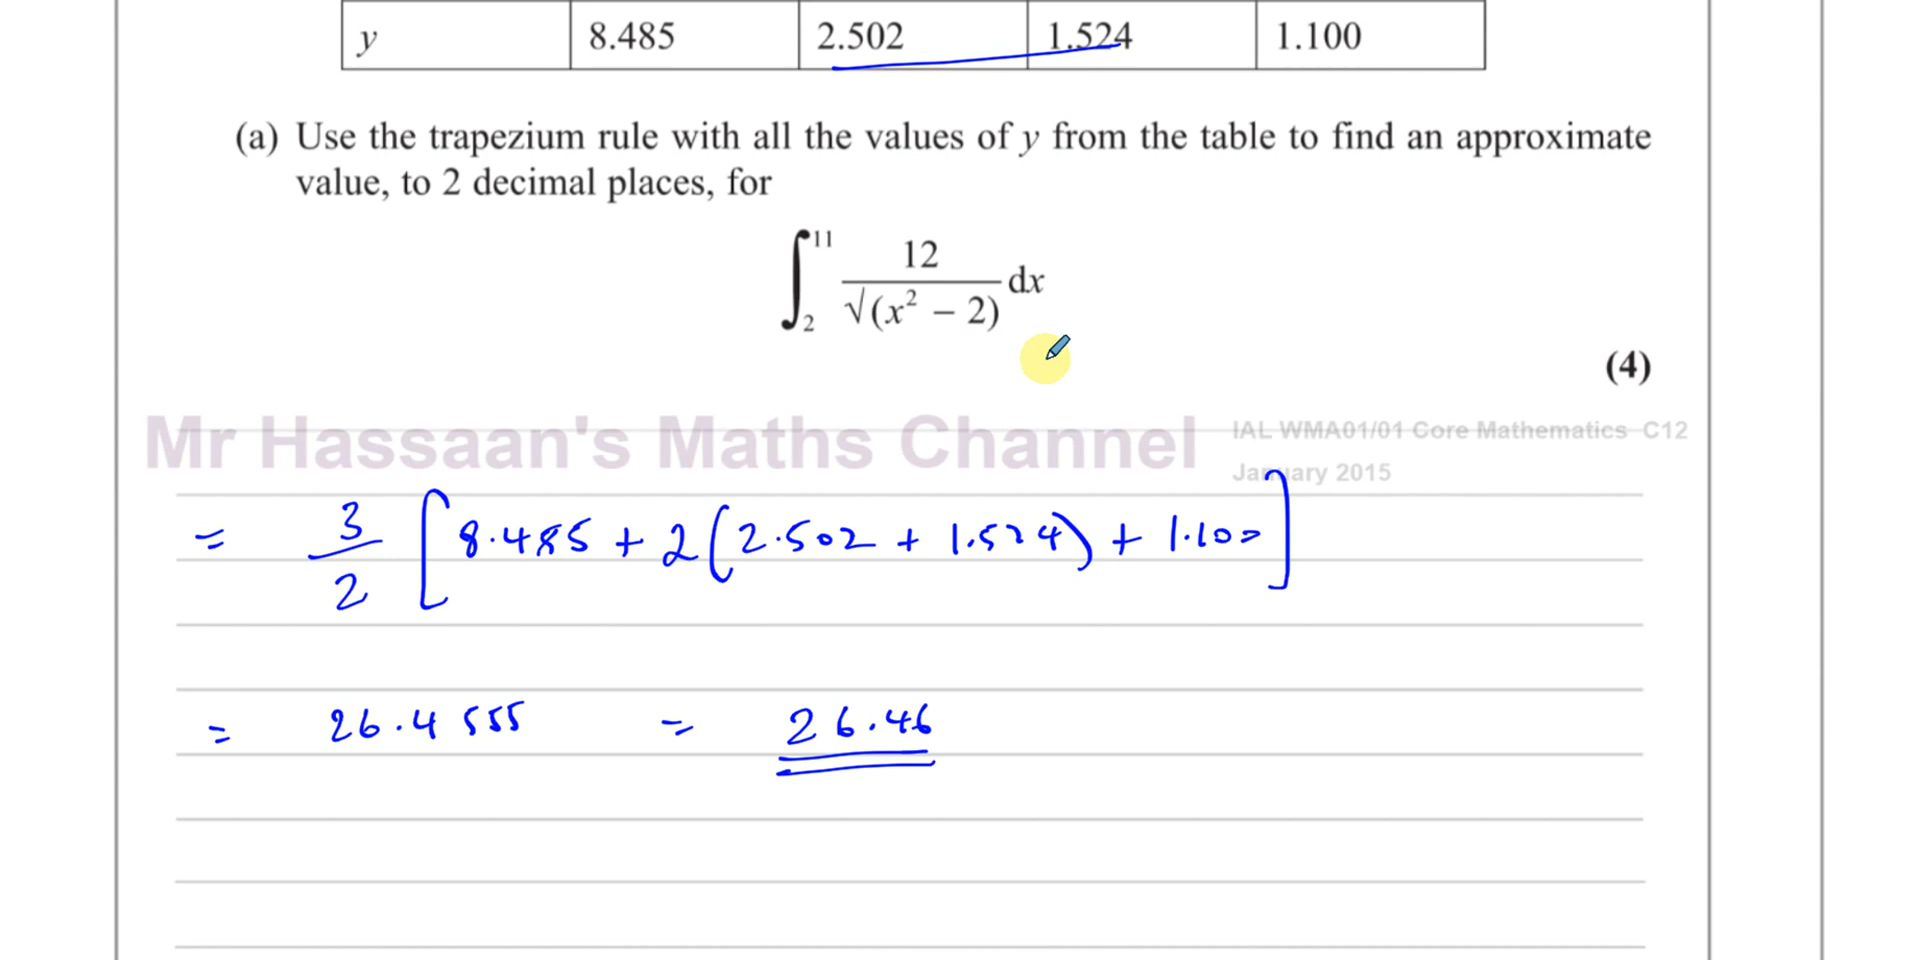 y 8.485 2.502 1.524 1.100
(a) Use the trapezium rule with all the values of y from the table to find an approximate
value, to 2 decimal places, for
∫₂¹¹ 12/√(x² – 2) dx
(4)
Mr Hassaan's Maths Channel
IAL WMA01/01 Core Mathematics C12
January 2015
= 3/2 [8.485 + 2(2.502 + 1.524) + 1.100]
= 26.4555 = 26.46